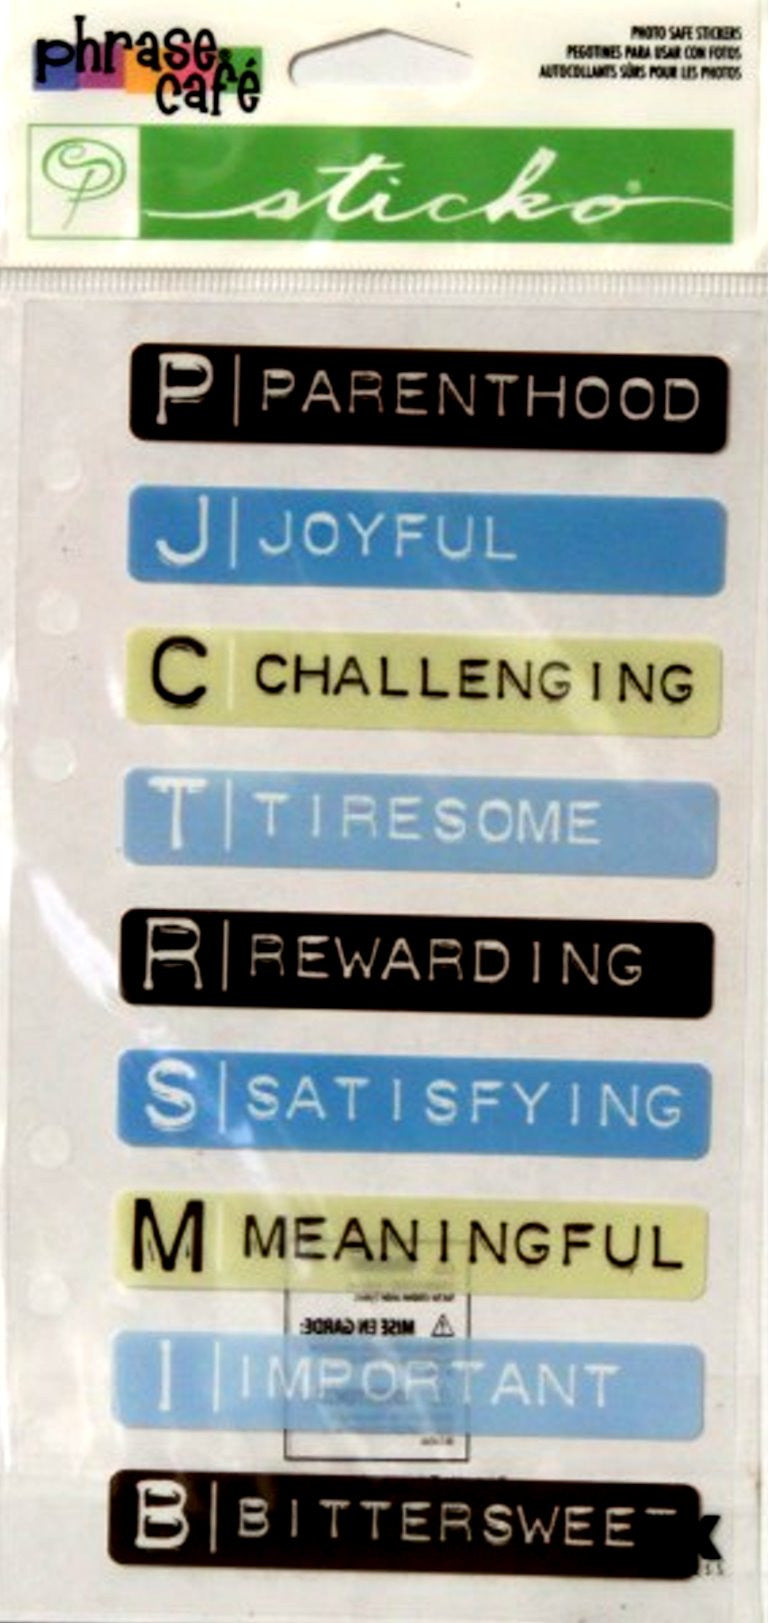 phrase café
PHOTO SAFE STICKERS
PEGOTINES PARA USAR CON FOTOS
AUTOCOLLANTS SÛRS POUR LES PHOTOS
sticko®
P | PARENTHOOD
J | JOYFUL
C | CHALLENGING
T | TIRESOME
R | REWARDING
S | SATISFYING
M MEANINGFUL
MISE EN GARDE:
I | IMPORTANT
B | BITTERSWEET